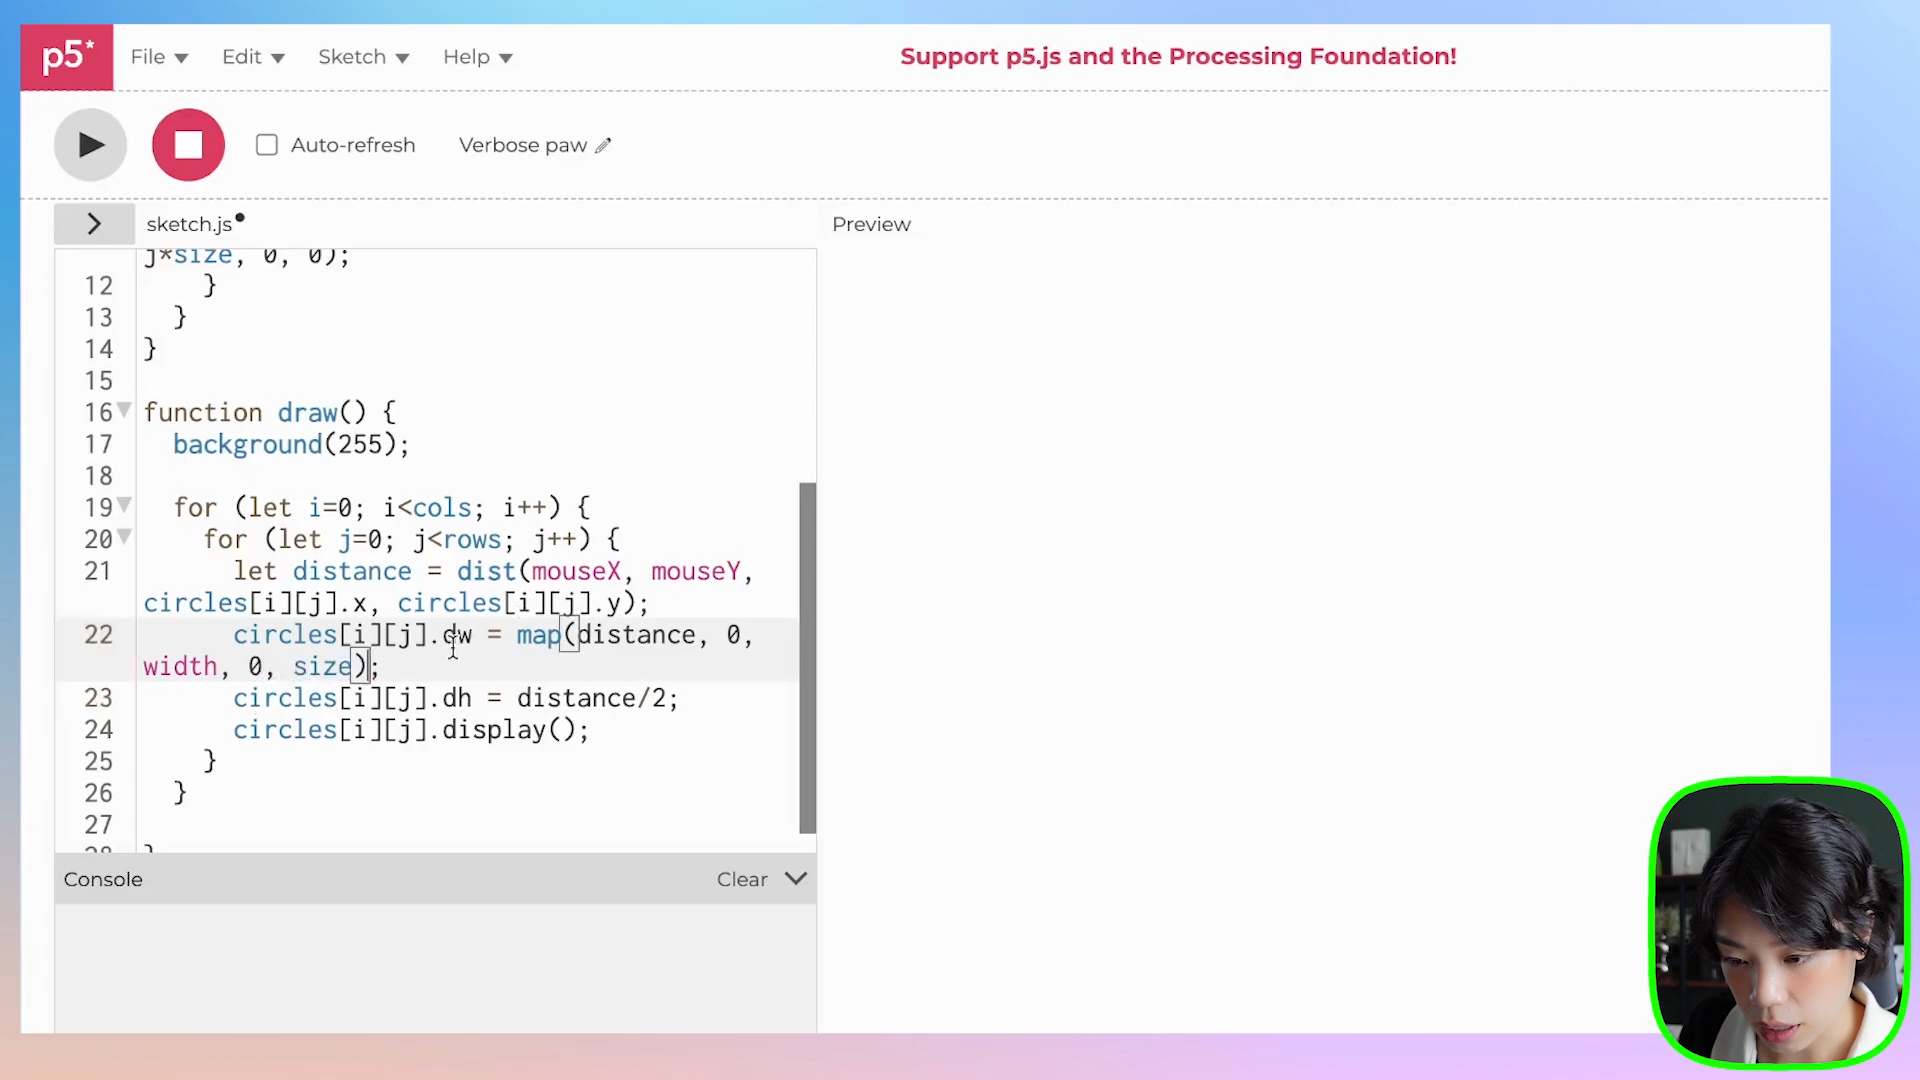 p5* File Edit Sketch Help Support p5.js and the Processing Foundation!
Auto-refresh Verbose paw
sketch.js Preview
j*size, 0, 0);
12 }
13 }
14 }
15
16 function draw() {
17 background(255);
18
19 for (let i=0; i<cols; i++) {
20 for (let j=0; j<rows; j++) {
21 let distance = dist(mouseX, mouseY,
circles[i][j].x, circles[i][j].y);
22 circles[i][j].dw = map(distance, 0,
width, 0, size);
23 circles[i][j].dh = distance/2;
24 circles[i][j].display();
25 }
26 }
27
28 }
Console Clear